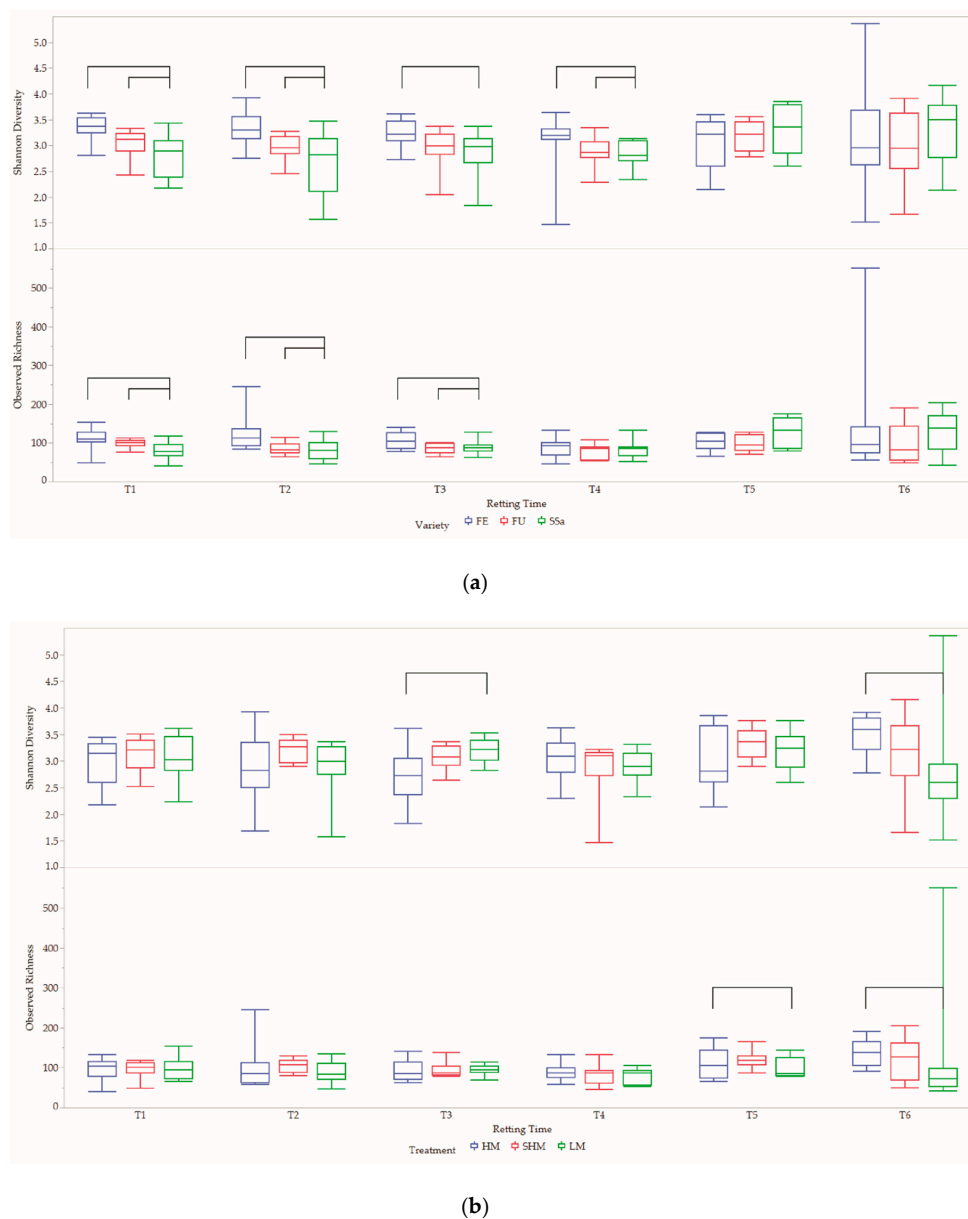 Shannon Diversity
5.0
4.5
4.0
3.5
3.0
2.5
2.0
1.5
1.0
Observed Richness
500
400
300
200
100
0
T1 T2 T3 T4 T5 T6
Retting Time
Variety FE FU SSa
(a)
Shannon Diversity
5.0
4.5
4.0
3.5
3.0
2.5
2.0
1.5
1.0
Observed Richness
500
400
300
200
100
0
T1 T2 T3 T4 T5 T6
Retting Time
Treatment HM SHM LM
(b)